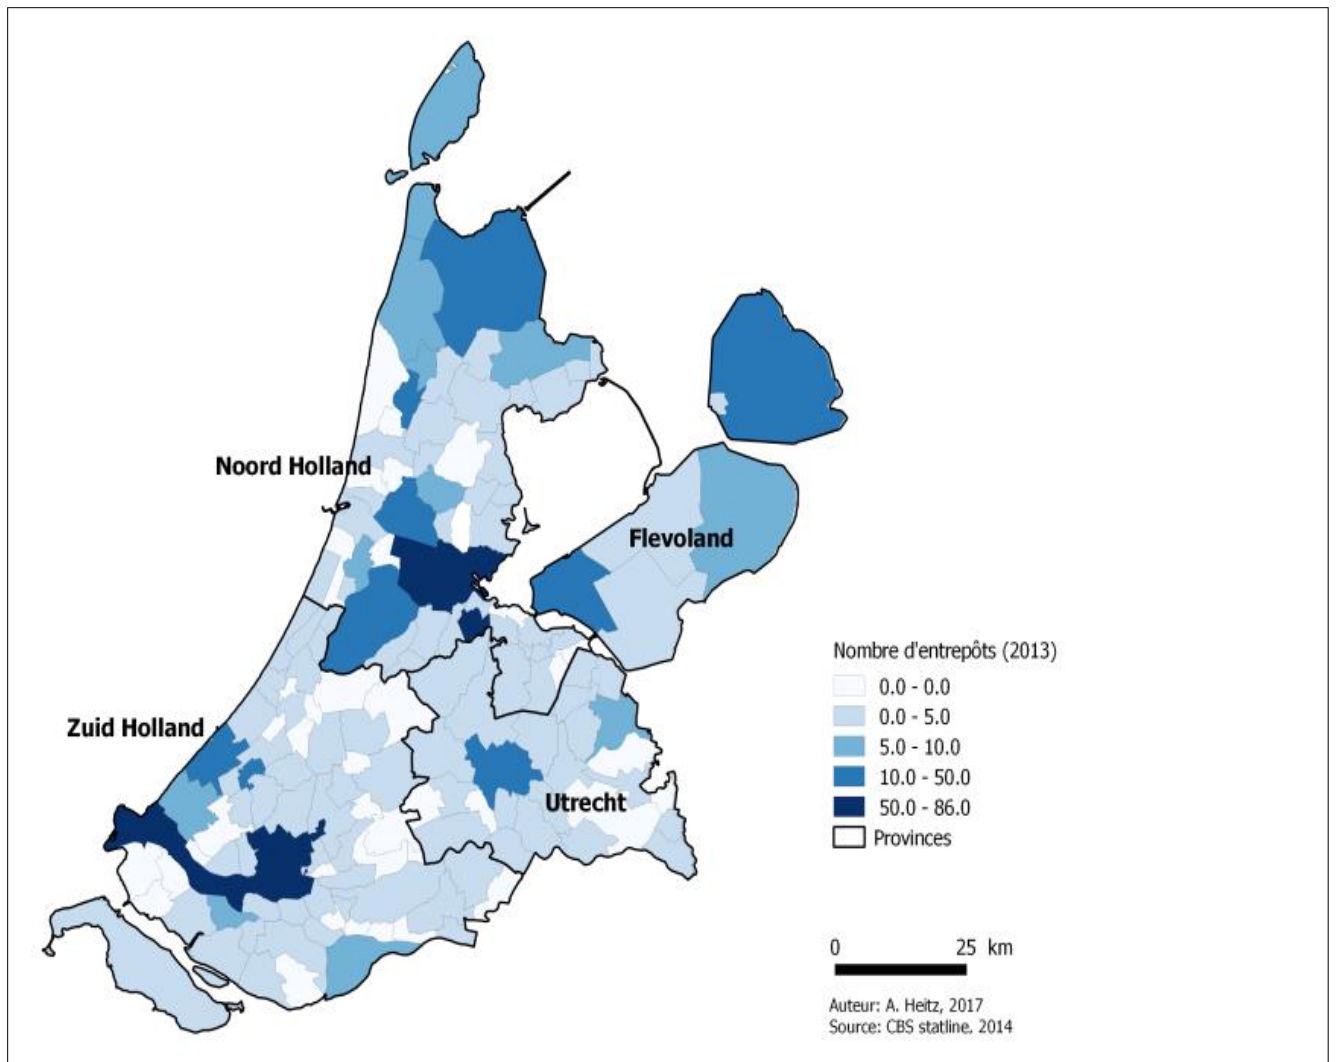 Noord Holland
Flevoland
Zuid Holland
Utrecht
Nombre d'entrepôts (2013)
0.0 - 0.0
0.0 - 5.0
5.0 - 10.0
10.0 - 50.0
50.0 - 86.0
Provinces
0 25 km
Auteur: A. Heitz, 2017
Source: CBS statline. 2014